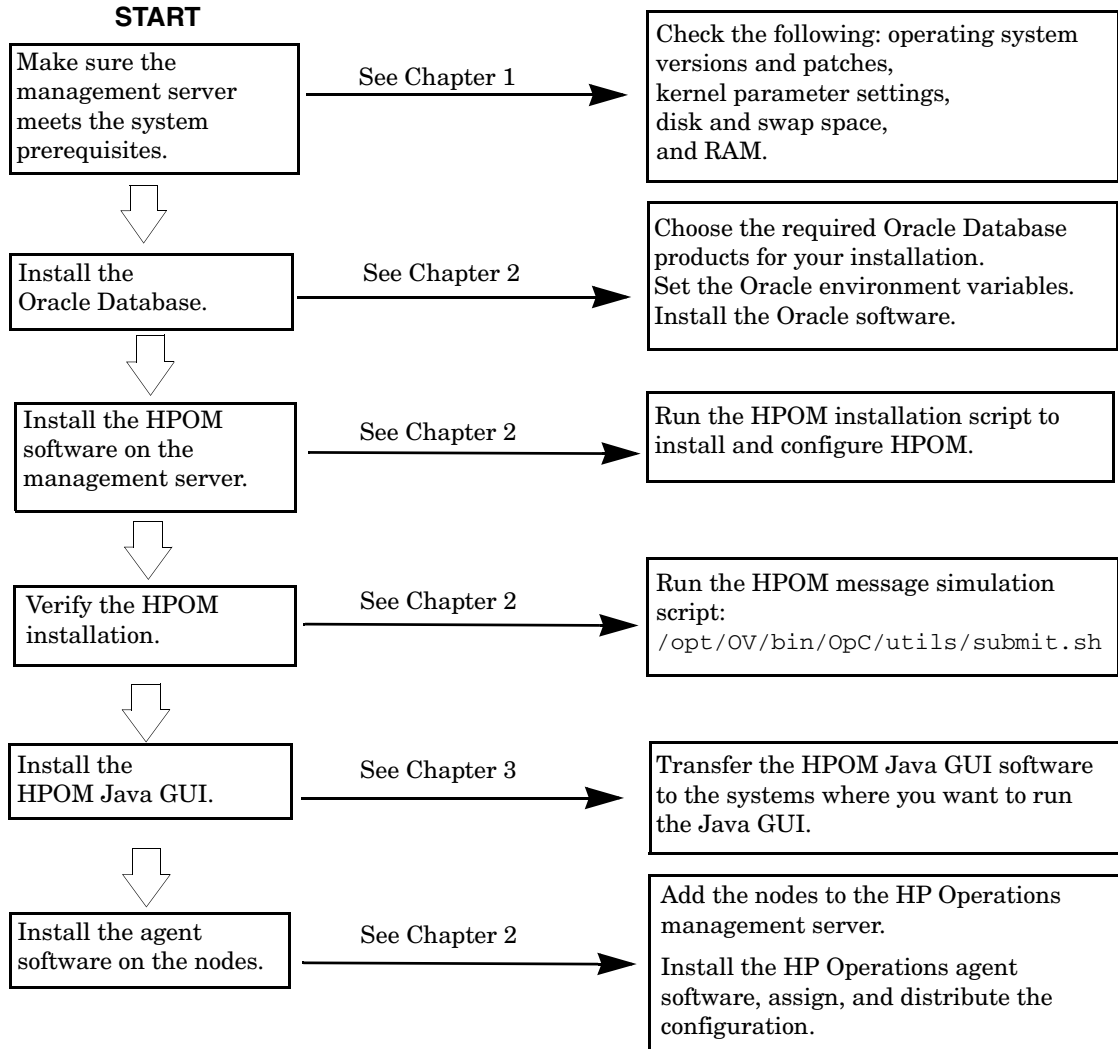 START
Make sure the
management server
meets the system
prerequisites.
See Chapter 1
Check the following: operating system
versions and patches,
kernel parameter settings,
disk and swap space,
and RAM.
Install the
Oracle Database.
See Chapter 2
Choose the required Oracle Database
products for your installation.
Set the Oracle environment variables.
Install the Oracle software.
Install the HPOM
software on the
management server.
See Chapter 2
Run the HPOM installation script to
install and configure HPOM.
Verify the HPOM
installation.
See Chapter 2
Run the HPOM message simulation
script:
/opt/OV/bin/OpC/utils/submit.sh
Install the
HPOM Java GUI.
See Chapter 3
Transfer the HPOM Java GUI software
to the systems where you want to run
the Java GUI.
Install the agent
software on the nodes.
See Chapter 2
Add the nodes to the HP Operations
management server.
Install the HP Operations agent
software, assign, and distribute the
configuration.